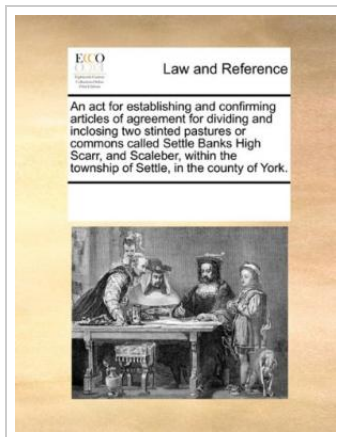 ECCO
Law and Reference
An act for establishing and confirming
articles of agreement for dividing and
inclosing two stinted pastures or
commons called Settle Banks High
Scarr, and Scaleber, within the
township of Settle, in the county of York.